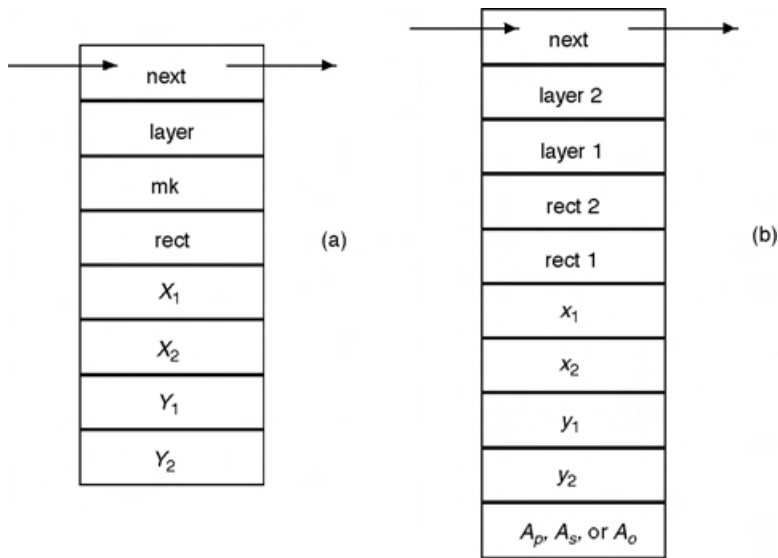 next
layer
mk
rect
X₁
X₂
Y₁
Y₂
(a)
next
layer 2
layer 1
rect 2
rect 1
x₁
x₂
y₁
y₂
Aₚ, Aₛ, or Aₒ
(b)